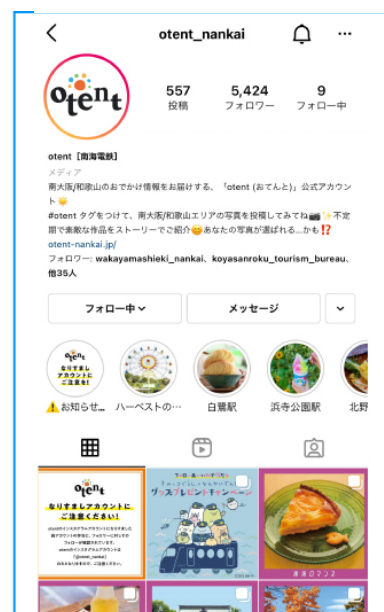 otent_nankai
otent
557
5,424
9
投稿
フォロワー
フォロー中
otent【南海電鉄】
メディア
南大阪/和歌山のおでかけ情報をお届けする、「otent (おてんと)」公式アカウン
ト
#otent タグをつけて、南大阪/和歌山エリアの写真を投稿してみてね📷✨不定
期で素敵な作品をストーリーでご紹介😊あなたの写真が選ばれる...かも⁉️
otent-nankai.jp/
フォロワー: wakayamashieki_nankai、koyasanroku_tourism_bureau、
他35人
フォロー中
メッセージ
otent
なりすまし
アカウントに
ご注意を!
⚠️お知らせ...
ハーベストの…
白鷺駅
浜寺公園駅
北野
otent
なりすましアカウントに
ご注意ください!
グッズプレゼントキャンペーン
南海ロマンス